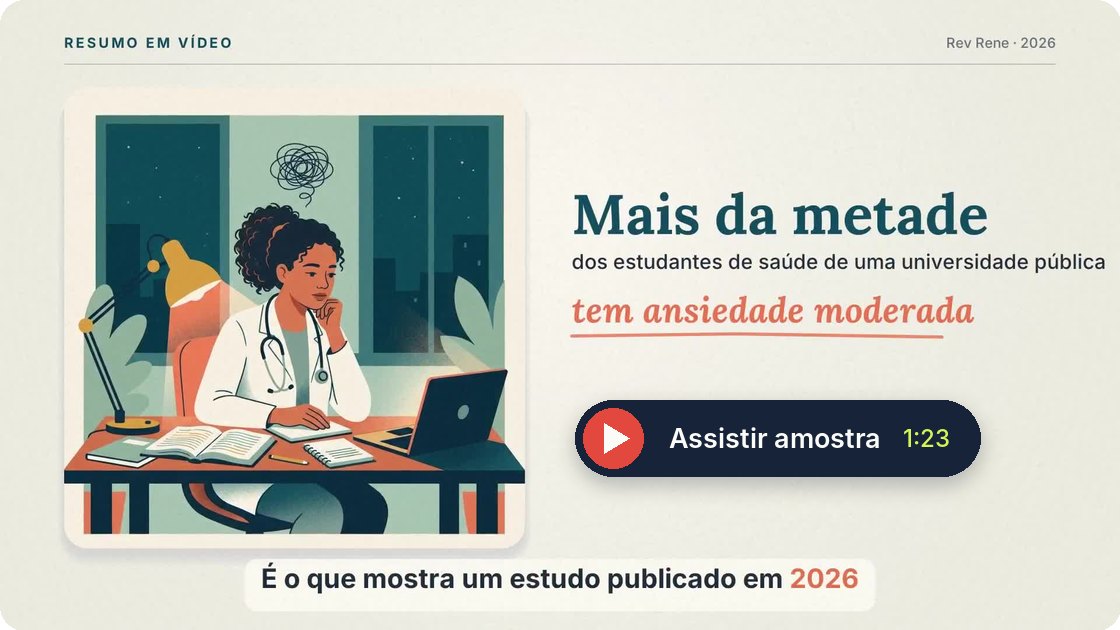 RESUMO EM VÍDEO
Rev Rene · 2026
Mais da metade
dos estudantes de saúde de uma universidade pública
tem ansiedade moderada
Assistir amostra 1:23
É o que mostra um estudo publicado em 2026